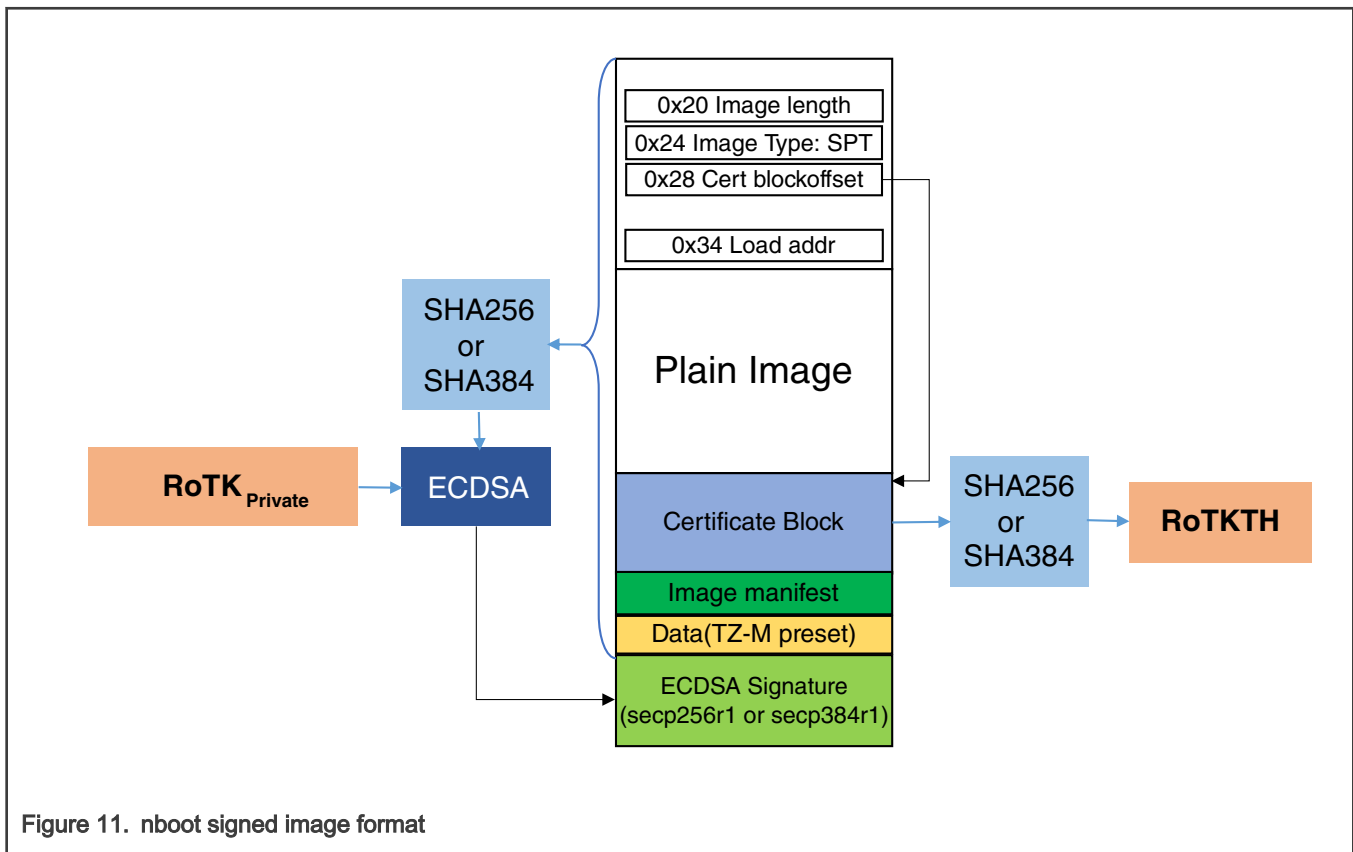 0x20 Image length
0x24 Image Type: SPT
0x28 Cert blockoffset
0x34 Load addr
SHA256
or
SHA384
Plain Image
RoTK Private
ECDSA
Certificate Block
SHA256
or
SHA384
RoTKTH
Image manifest
Data(TZ-M preset)
ECDSA Signature
(secp256r1 or secp384r1)
Figure 11. nboot signed image format